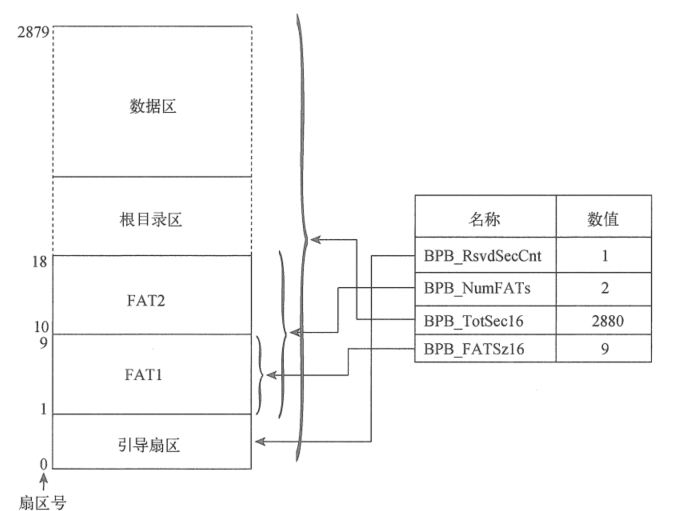 2879
数据区
根目录区
18
FAT2
10
9
FAT1
1
引导扇区
0
扇区号
名称 数值
BPB_RsvdSecCnt 1
BPB_NumFATs 2
BPB_TotSec16 2880
BPB_FATSz16 9